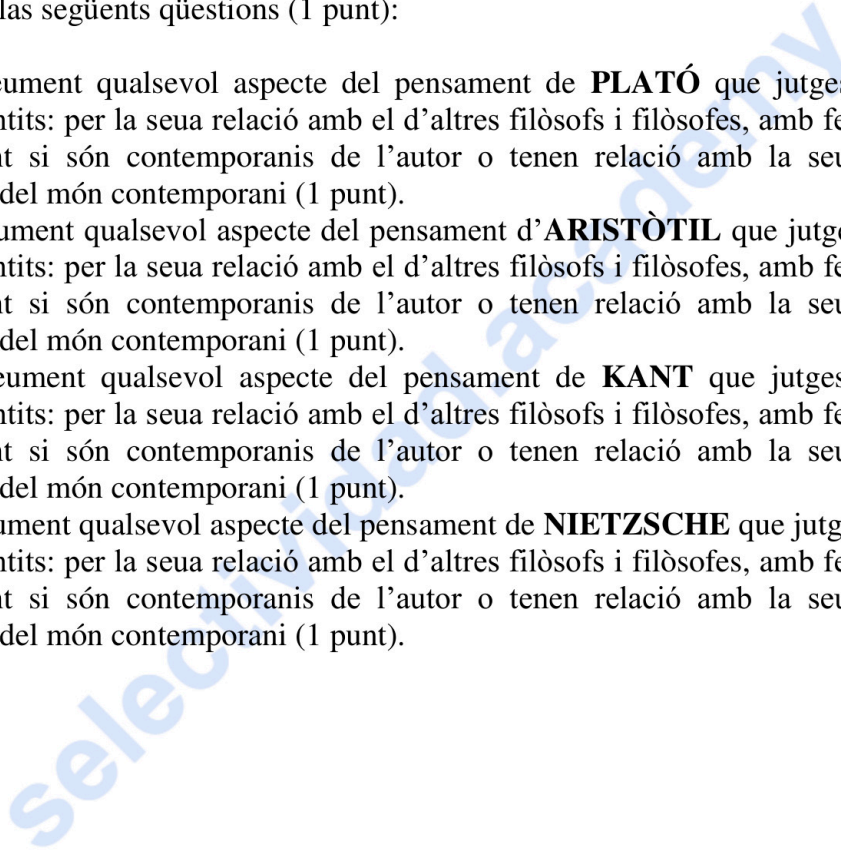 las següents qüestions (1 punt):
eument qualsevol aspecte del pensament de PLATÓ que jutges
ntits: per la seua relació amb el d’altres filòsofs i filòsofes, amb fe
nt si són contemporanis de l’autor o tenen relació amb la seu
del món contemporani (1 punt).
ument qualsevol aspecte del pensament d’ARISTÒTIL que jutge
ntits: per la seua relació amb el d’altres filòsofs i filòsofes, amb fe
nt si són contemporanis de l’autor o tenen relació amb la seu
del món contemporani (1 punt).
eument qualsevol aspecte del pensament de KANT que jutges
ntits: per la seua relació amb el d’altres filòsofs i filòsofes, amb fe
nt si són contemporanis de l’autor o tenen relació amb la seu
del món contemporani (1 punt).
ument qualsevol aspecte del pensament de NIETZSCHE que jutg
ntits: per la seua relació amb el d’altres filòsofs i filòsofes, amb fe
nt si són contemporanis de l’autor o tenen relació amb la seu
del món contemporani (1 punt).
selectividad.academy